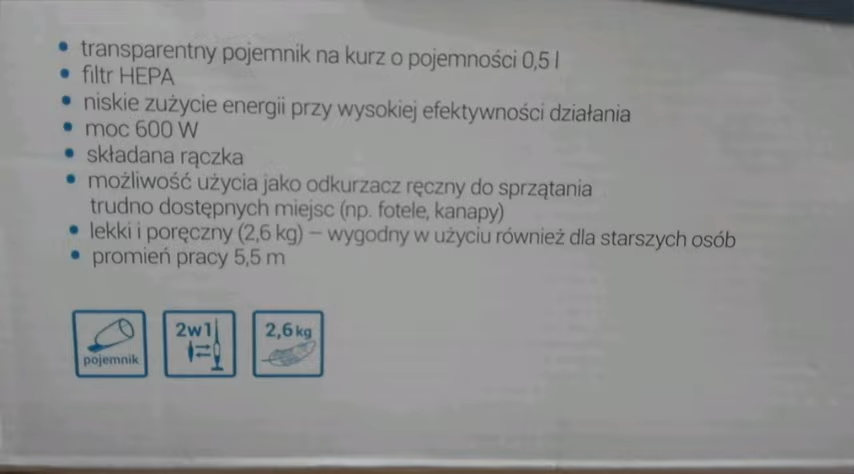 • transparentny pojemnik na kurz o pojemności 0,5 l
• filtr HEPA
• niskie zużycie energii przy wysokiej efektywności działania
• moc 600 W
• składana rączka
• możliwość użycia jako odkurzacz ręczny do sprzątania
trudno dostępnych miejsc (np. fotele, kanapy)
• lekki i poręczny (2,6 kg) – wygodny w użyciu również dla starszych osób
• promień pracy 5,5 m
pojemnik
2w1
2,6 kg